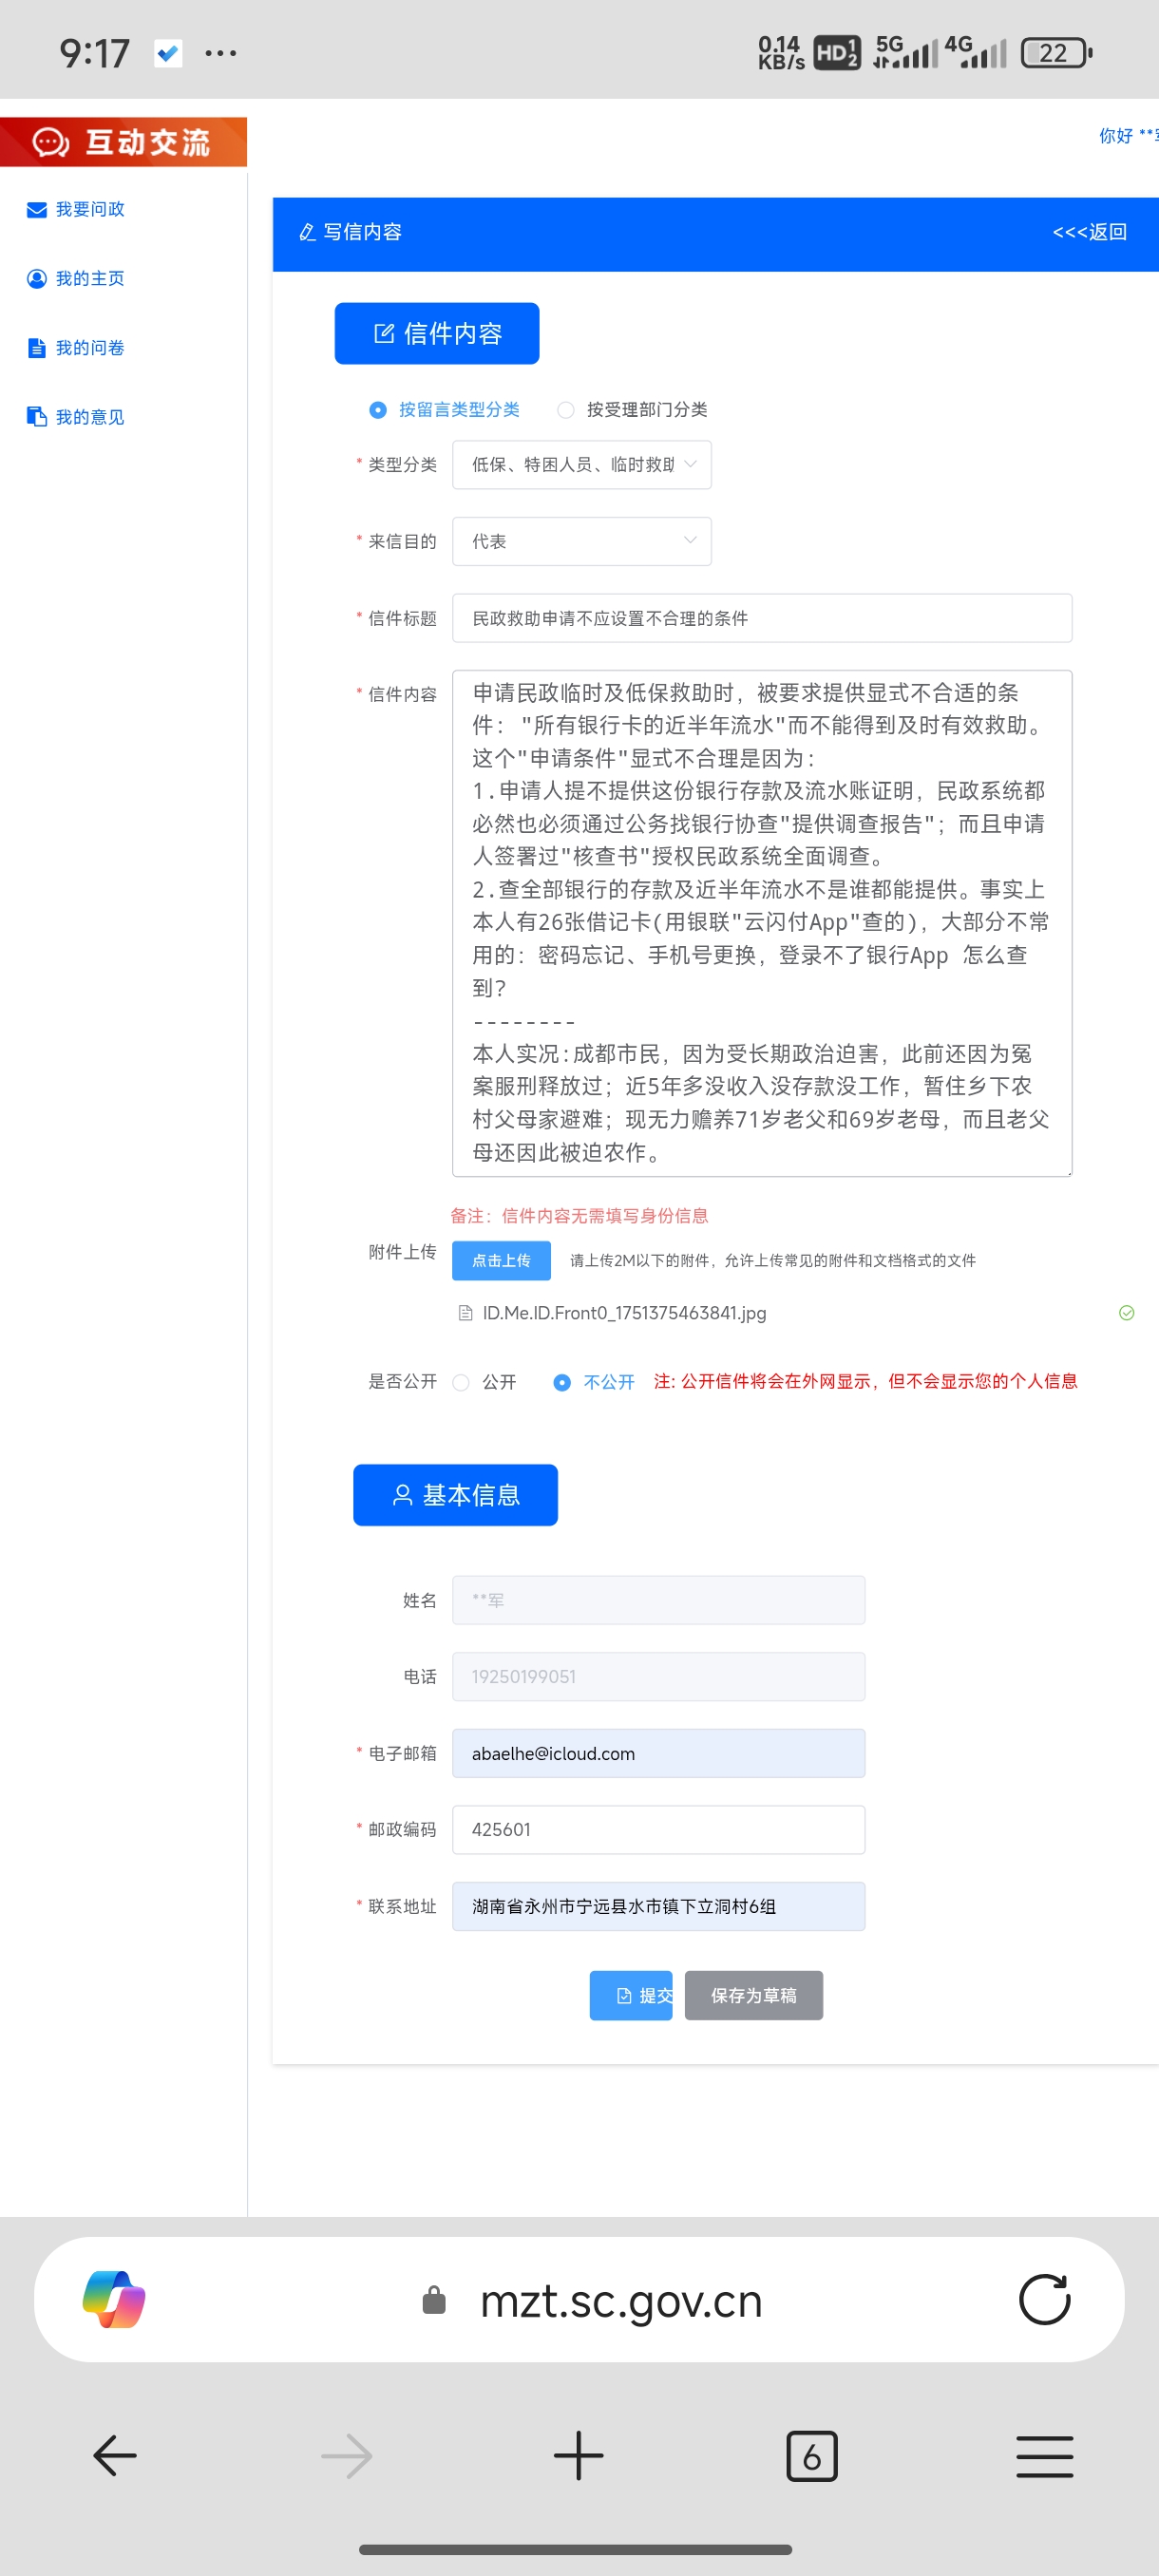 9:17 ...
0.14 KB/s HD 1 2 5G 4G 22
互动交流
你好 **
我要问政
我的主页
我的问卷
我的意见
写信内容
<<<返回
信件内容
按留言类型分类 按受理部门分类
* 类型分类 低保、特困人员、临时救助
* 来信目的 代表
* 信件标题 民政救助申请不应设置不合理的条件
* 信件内容
申请民政临时及低保救助时，被要求提供显式不合适的条
件："所有银行卡的近半年流水"而不能得到及时有效救助。
这个"申请条件"显式不合理是因为：
1.申请人提不提供这份银行存款及流水账证明，民政系统都
必然也必须通过公务找银行协查"提供调查报告"；而且申请
人签署过"核查书"授权民政系统全面调查。
2.查全部银行的存款及近半年流水不是谁都能提供。事实上
本人有26张借记卡(用银联"云闪付App"查的)，大部分不常
用的：密码忘记、手机号更换，登录不了银行App 怎么查
到？
--------
本人实况:成都市民，因为受长期政治迫害，此前还因为冤
案服刑释放过；近5年多没收入没存款没工作，暂住乡下农
村父母家避难；现无力赡养71岁老父和69岁老母，而且老父
母还因此被迫农作。
备注：信件内容无需填写身份信息
附件上传 点击上传 请上传2M以下的附件，允许上传常见的附件和文档格式的文件
ID.Me.ID.Front0_1751375463841.jpg
是否公开 公开 不公开 注: 公开信件将会在外网显示，但不会显示您的个人信息
基本信息
姓名 **军
电话 19250199051
* 电子邮箱 abaelhe@icloud.com
* 邮政编码 425601
* 联系地址 湖南省永州市宁远县水市镇下立洞村6组
提交 保存为草稿
mzt.sc.gov.cn
6